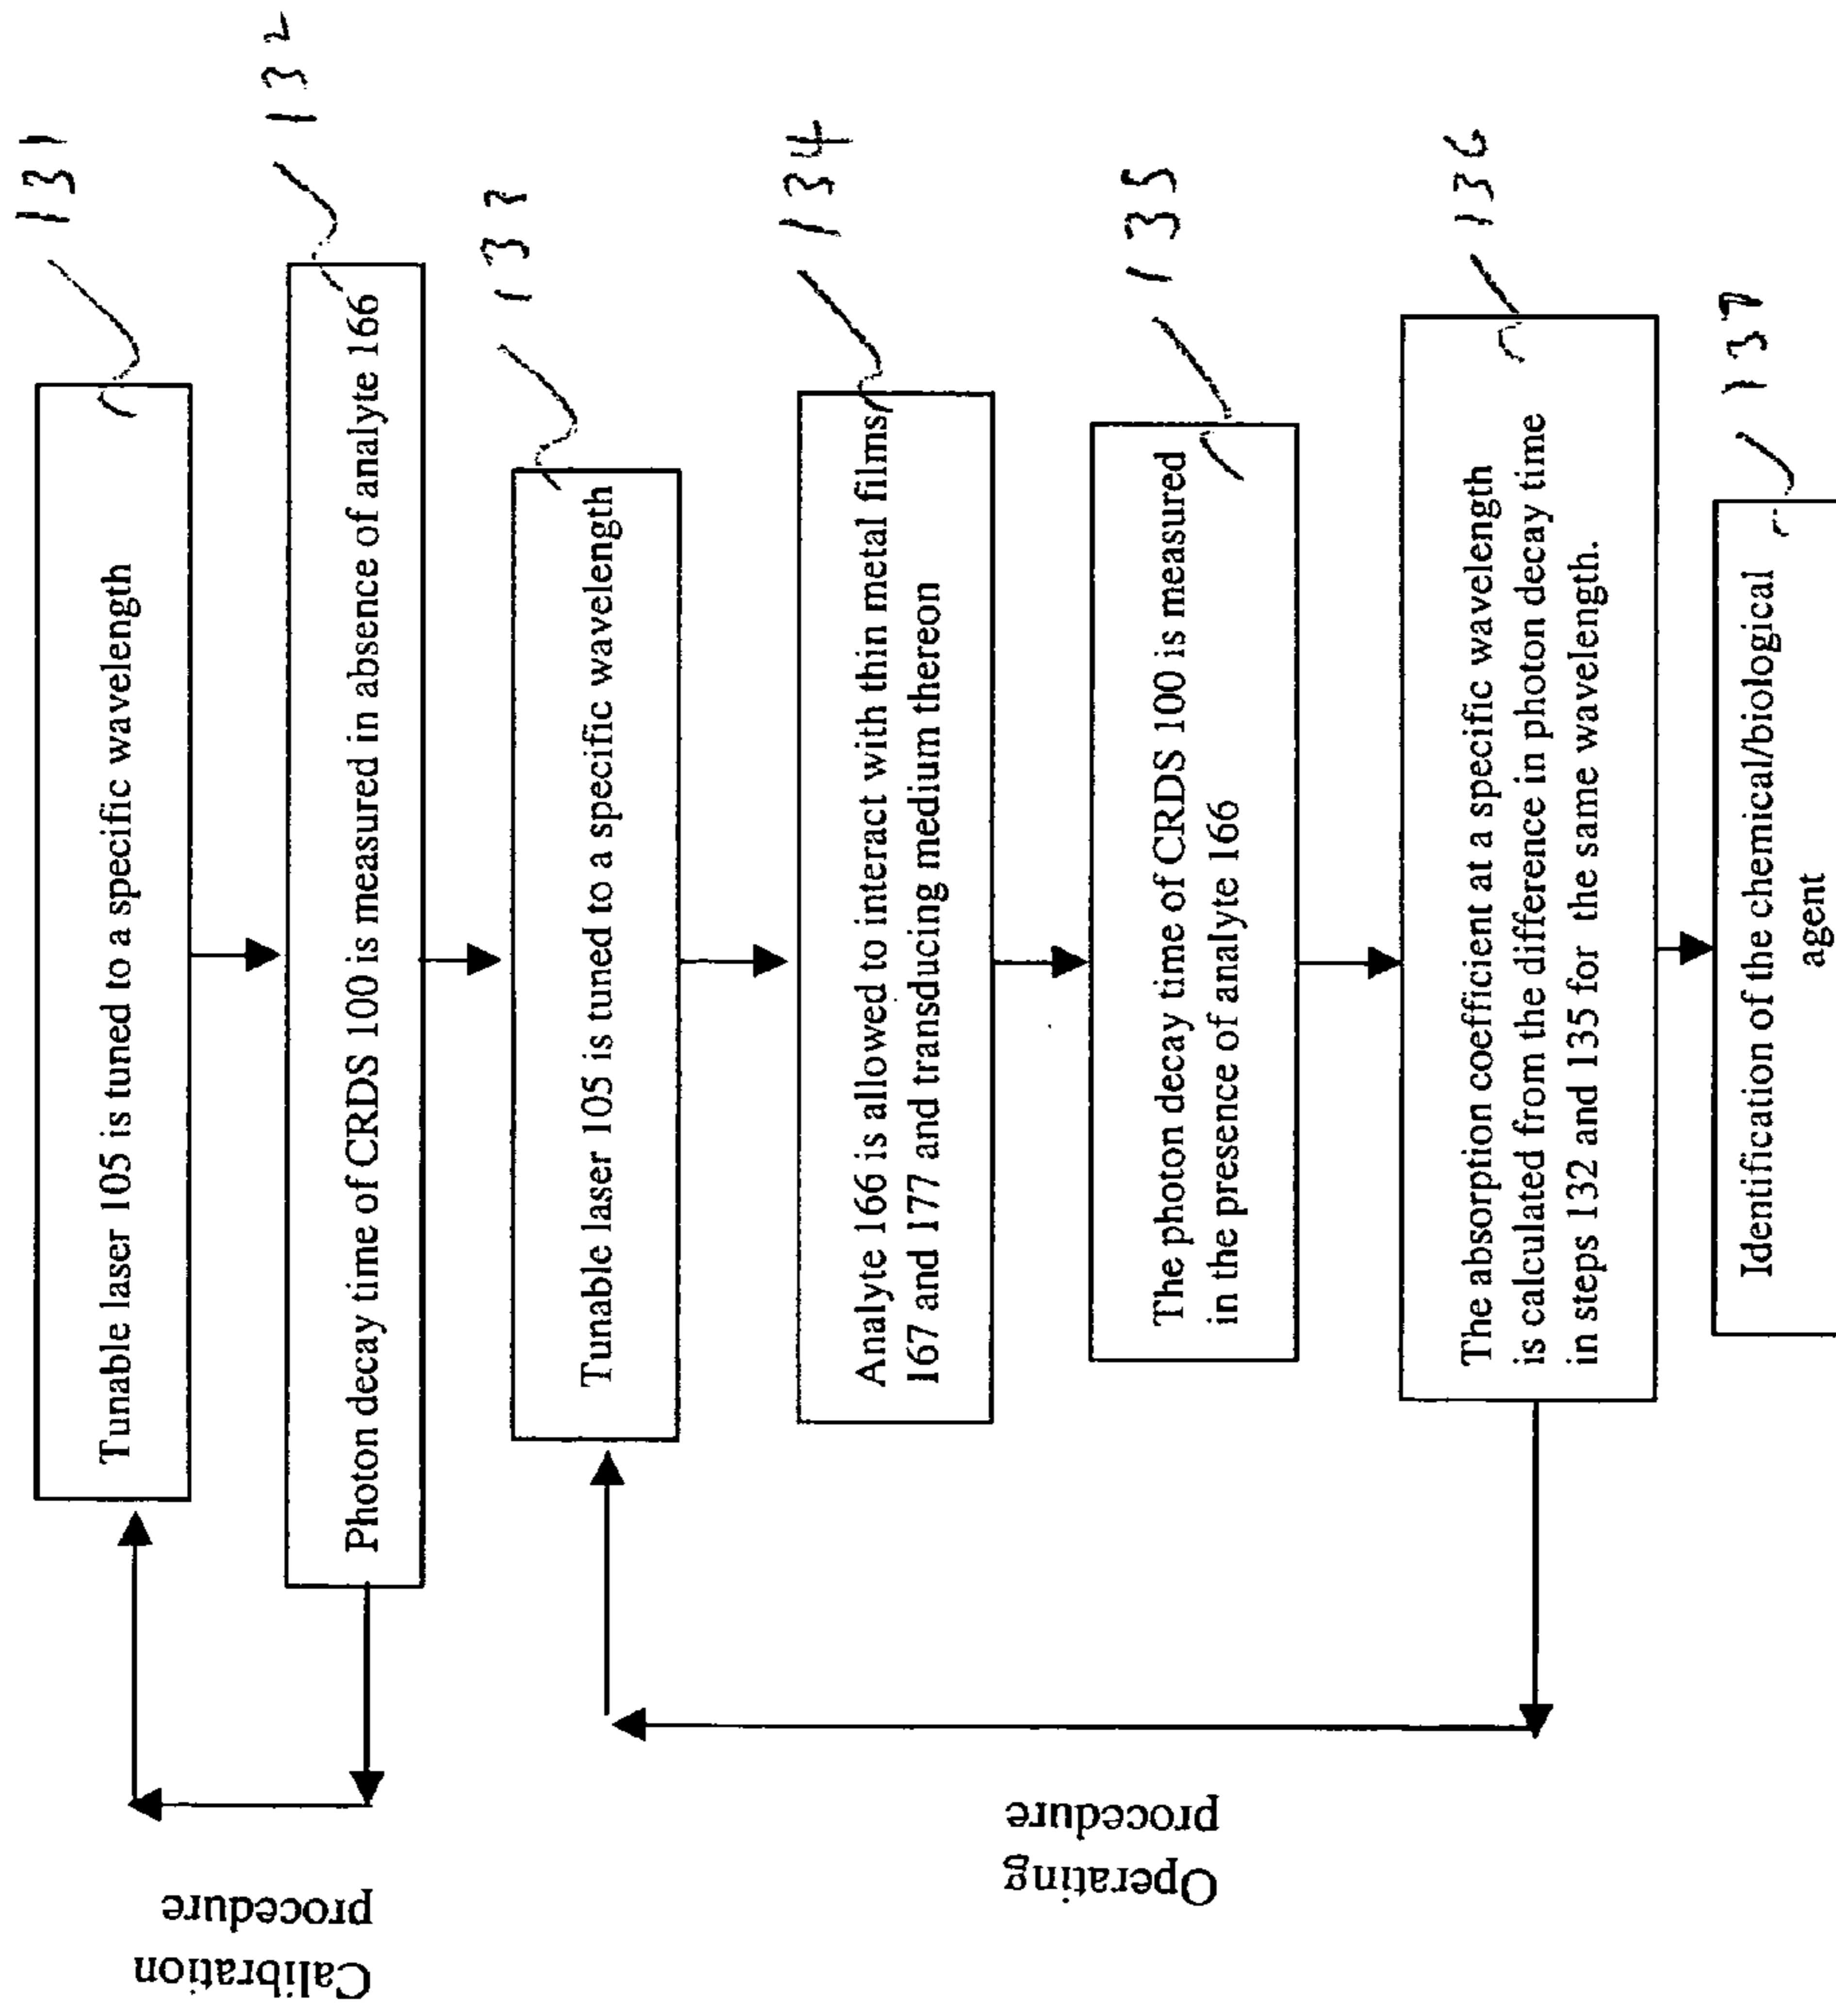 131
Tunable laser 105 is tuned to a specific wavelength
132
Photon decay time of CRDS 100 is measured in absence of analyte 166
Calibration
procedure
133
Tunable laser 105 is tuned to a specific wavelength
134
Analyte 166 is allowed to interact with thin metal films
167 and 177 and transducing medium thereon
135
The photon decay time of CRDS 100 is measured
in the presence of analyte 166
Operating
procedure
136
The absorption coefficient at a specific wavelength
is calculated from the difference in photon decay time
in steps 132 and 135 for the same wavelength.
137
Identification of the chemical/biological
agent